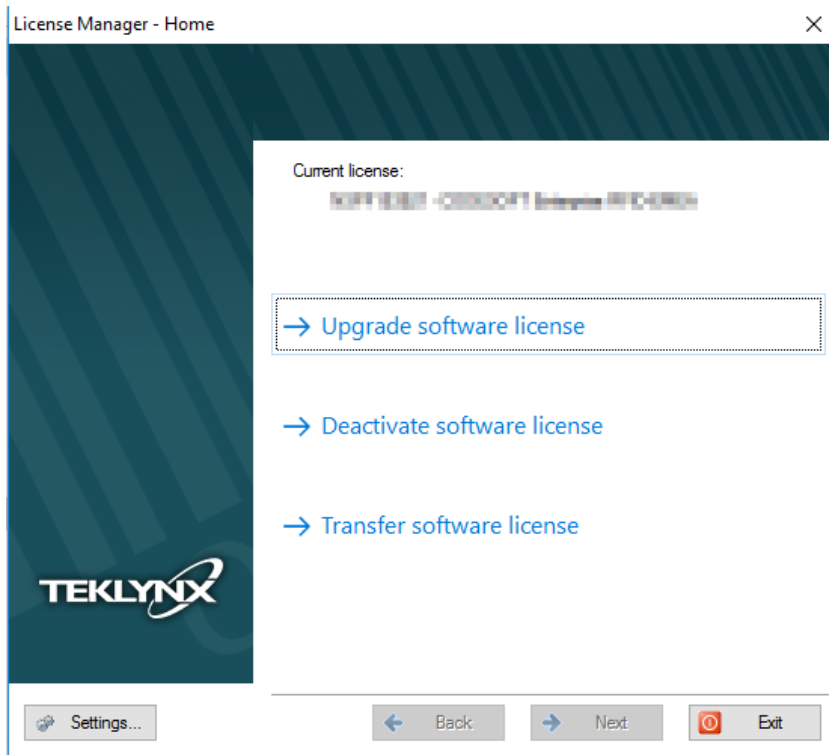 License Manager - Home
Current license:
Upgrade software license
Deactivate software license
Transfer software license
TEKLYNX
Settings... Back Next Exit